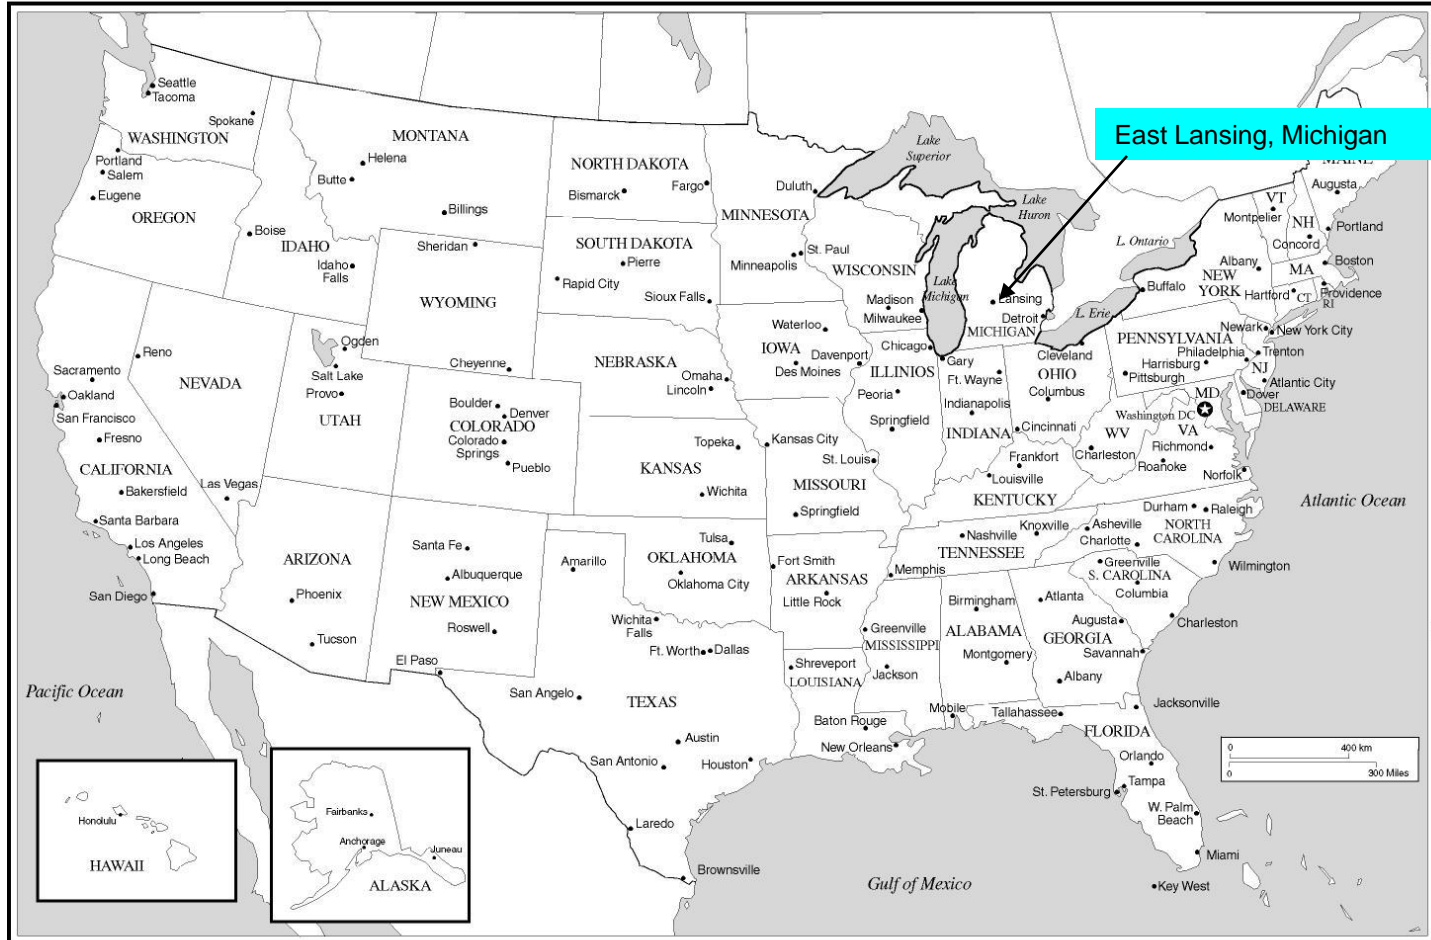 East Lansing, Michigan
Seattle
Tacoma
Spokane
WASHINGTON
Portland
Salem
Eugene
OREGON
MONTANA
Helena
Butte
Billings
Boise
IDAHO
Idaho
Falls
Sheridan
WYOMING
Cheyenne
NORTH DAKOTA
Bismarck
Fargo
SOUTH DAKOTA
Pierre
Rapid City
Sioux Falls
Duluth
MINNESOTA
St. Paul
Minneapolis
Lake
Superior
Lake
Huron
Lake
Michigan
L. Ontario
L. Erie
WISCONSIN
Madison
Milwaukee
Lansing
Detroit
MICHIGAN
MAINE
Augusta
VT
Montpelier
NH
Concord
Portland
Albany
NEW
YORK
MA
Boston
Buffalo
Hartford
CT
Providence
RI
Newark
New York City
PENNSYLVANIA
Philadelphia
Harrisburg
Pittsburgh
Trenton
NJ
Atlantic City
Dover
DELAWARE
MD
Washington DC
VA
WV
Charleston
Richmond
Roanoke
Norfolk
Reno
NEVADA
Sacramento
Oakland
San Francisco
Fresno
CALIFORNIA
Bakersfield
Las Vegas
Santa Barbara
Los Angeles
Long Beach
San Diego
Ogden
Salt Lake
Provo
UTAH
Boulder
Denver
COLORADO
Colorado
Springs
Pueblo
NEBRASKA
Omaha
Lincoln
Topeka
KANSAS
Wichita
Waterloo
IOWA
Davenport
Des Moines
Chicago
ILLINIOS
Peoria
Springfield
Gary
Ft. Wayne
Indianapolis
INDIANA
Cleveland
OHIO
Columbus
Cincinnati
Kansas City
St. Louis
MISSOURI
Springfield
Frankfort
Louisville
KENTUCKY
Nashville
Knoxville
TENNESSEE
Memphis
Asheville
Charlotte
Durham
Raleigh
NORTH
CAROLINA
Wilmington
Greenville
S. CAROLINA
Columbia
Charleston
Atlantic Ocean
ARIZONA
Phoenix
Tucson
Santa Fe
Albuquerque
NEW MEXICO
Roswell
El Paso
Amarillo
Tulsa
OKLAHOMA
Oklahoma City
Fort Smith
ARKANSAS
Little Rock
Wichita
Falls
Ft. Worth
Dallas
San Angelo
TEXAS
Austin
San Antonio
Houston
Laredo
Brownsville
Shreveport
LOUISIANA
Baton Rouge
New Orleans
Greenville
MISSISSIPPI
Jackson
Birmingham
ALABAMA
Montgomery
Mobile
Atlanta
Augusta
GEORGIA
Savannah
Albany
Tallahassee
Jacksonville
FLORIDA
Orlando
Tampa
St. Petersburg
W. Palm
Beach
Miami
Key West
Pacific Ocean
Gulf of Mexico
Honolulu
HAWAII
Fairbanks
Anchorage
Juneau
ALASKA
0
400 km
0
300 Miles